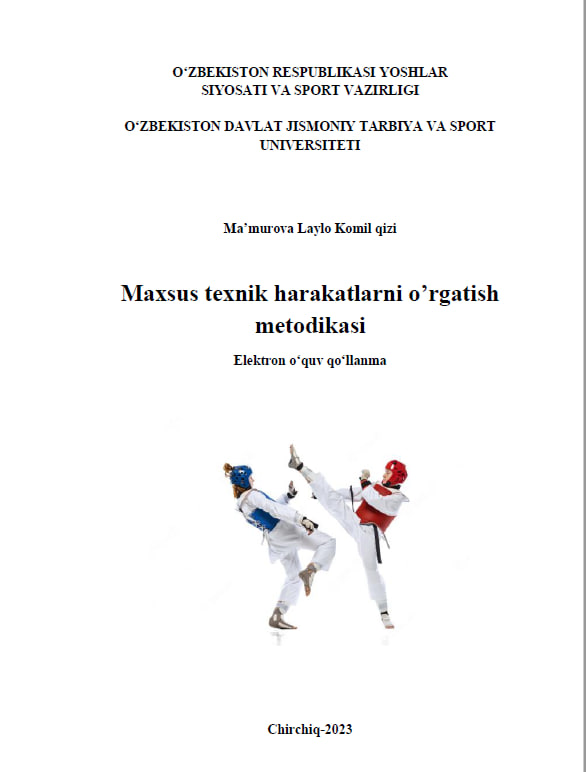 O‘ZBEKISTON RESPUBLIKASI YOSHLAR
SIYOSATI VA SPORT VAZIRLIGI
O‘ZBEKISTON DAVLAT JISMONIY TARBIYA VA SPORT
UNIVERSITETI
Ma’murova Laylo Komil qizi
Maxsus texnik harakatlarni o’rgatish
metodikasi
Elektron o‘quv qo‘llanma
Chirchiq-2023